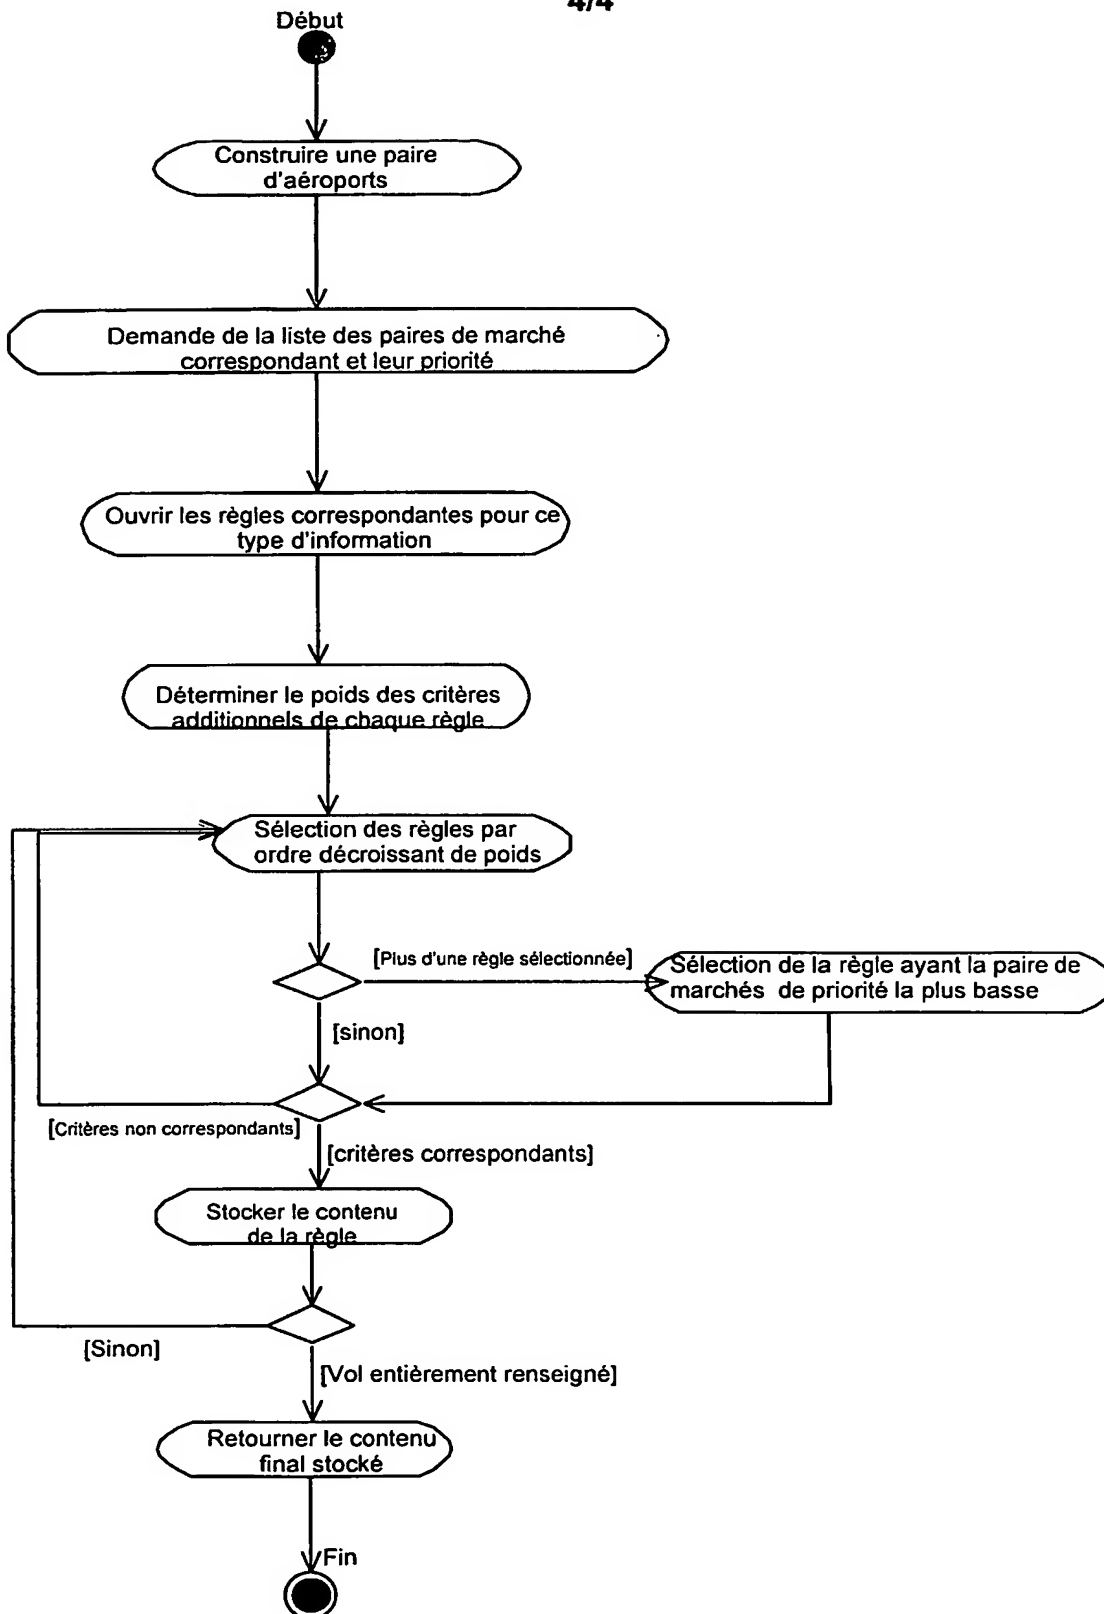 4/4
Début
Construire une paire
d'aéroports
Demande de la liste des paires de marché
correspondant et leur priorité
Ouvrir les règles correspondantes pour ce
type d'information
Déterminer le poids des critères
additionnels de chaque règle
Sélection des règles par
ordre décroissant de poids
[Plus d'une règle sélectionnée]
Sélection de la règle ayant la paire de
marchés de priorité la plus basse
[sinon]
[Critères non correspondants]
[critères correspondants]
Stocker le contenu
de la règle
[Sinon]
[Vol entièrement renseigné]
Retourner le contenu
final stocké
Fin